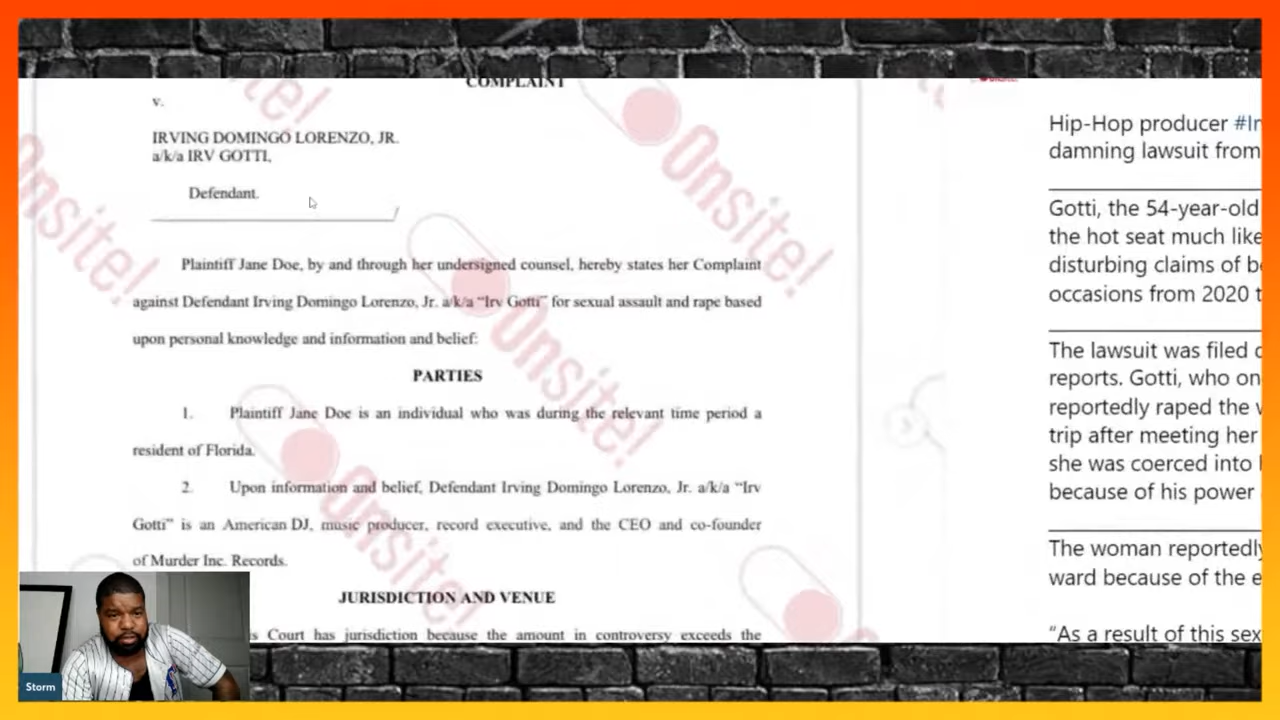 COMPLAINT
v.
IRVING DOMINGO LORENZO, JR.
a/k/a IRV GOTTI,
Defendant.
Plaintiff Jane Doe, by and through her undersigned counsel, hereby states her Complaint
against Defendant Irving Domingo Lorenzo, Jr. a/k/a “Irv Gotti” for sexual assault and rape based
upon personal knowledge and information and belief:
PARTIES
1. Plaintiff Jane Doe is an individual who was during the relevant time period a
resident of Florida.
2. Upon information and belief, Defendant Irving Domingo Lorenzo, Jr. a/k/a “Irv
Gotti” is an American DJ, music producer, record executive, and the CEO and co-founder
of Murder Inc. Records.
JURISDICTION AND VENUE
Court has jurisdiction because the amount in controversy exceeds the
Onsite!
Onsite!
Onsite!
Hip-Hop producer #Ir
damning lawsuit from
Gotti, the 54-year-old
the hot seat much like
disturbing claims of b
occasions from 2020 t
The lawsuit was filed
reports. Gotti, who on
reportedly raped the
trip after meeting her
she was coerced into
because of his power
The woman reportedly
ward because of the e
“As a result of this sex
Storm